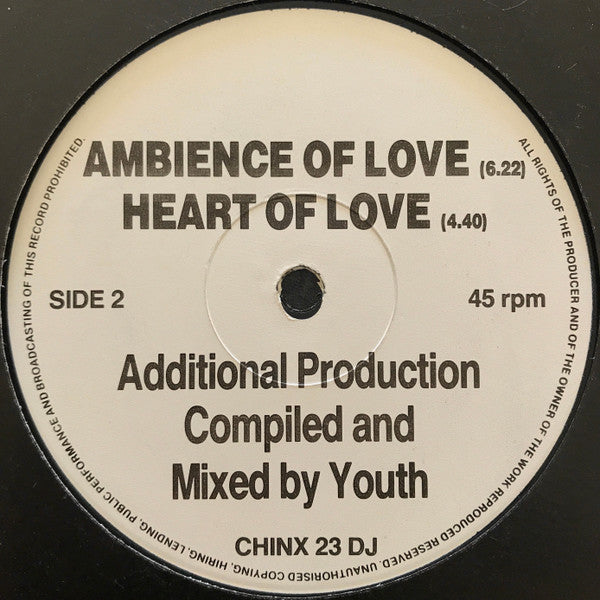 AMBIENCE OF LOVE (6.22)
HEART OF LOVE (4.40)
SIDE 2
45 rpm
Additional Production
Compiled and
Mixed by Youth
CHINX 23 DJ
ALL RIGHTS OF THE PRODUCER AND OF THE OWNER OF THE WORK REPRODUCED RESERVED. UNAUTHORISED COPYING, HIRING, LENDING, PUBLIC PERFORMANCE AND BROADCASTING OF THIS RECORD PROHIBITED.